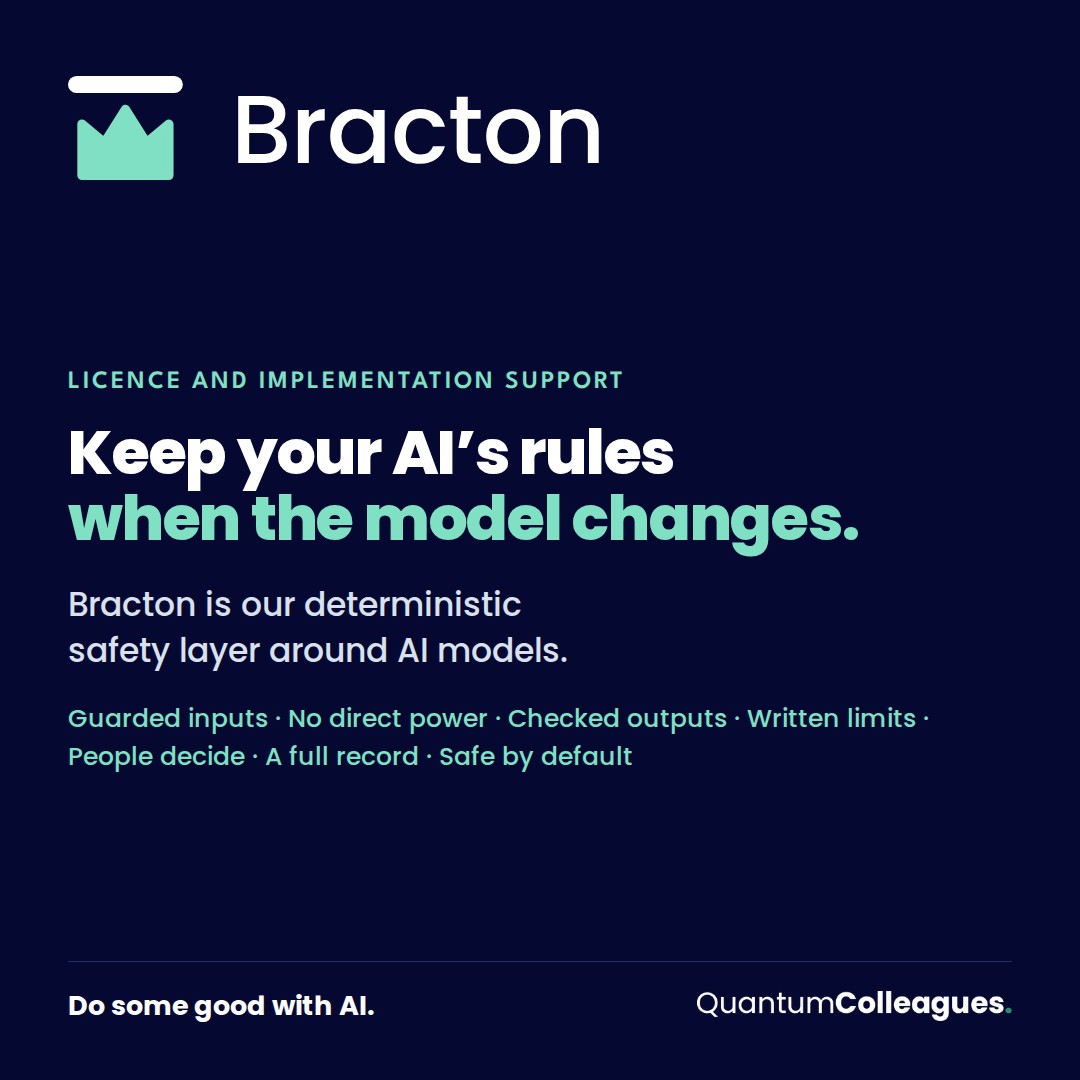 Bracton
LICENCE AND IMPLEMENTATION SUPPORT
Keep your AI’s rules
when the model changes.
Bracton is our deterministic
safety layer around AI models.
Guarded inputs · No direct power · Checked outputs · Written limits ·
People decide · A full record · Safe by default
Do some good with AI.
QuantumColleagues.